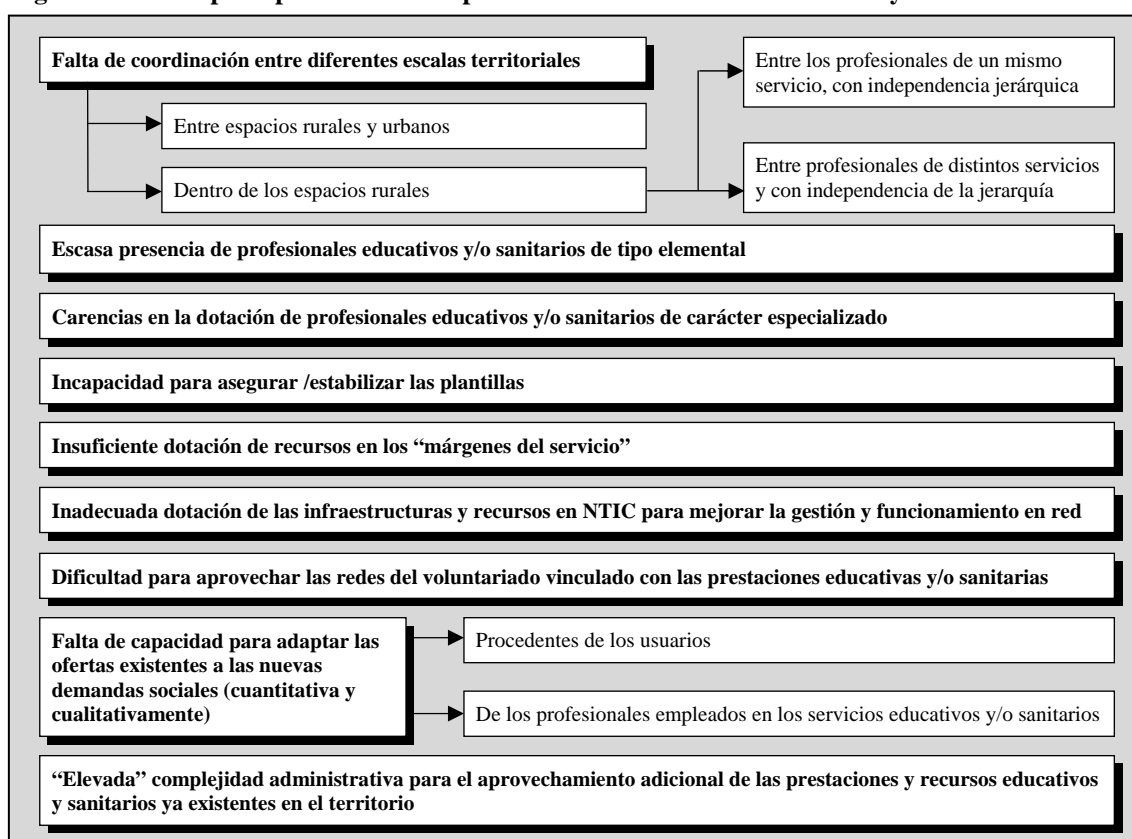 Falta de coordinación entre diferentes escalas territoriales
Entre los profesionales de un mismo
servicio, con independencia jerárquica
Entre espacios rurales y urbanos
Dentro de los espacios rurales
Entre profesionales de distintos servicios
y con independencia de la jerarquía
Escasa presencia de profesionales educativos y/o sanitarios de tipo elemental
Carencias en la dotación de profesionales educativos y/o sanitarios de carácter especializado
Incapacidad para asegurar /estabilizar las plantillas
Insuficiente dotación de recursos en los “márgenes del servicio”
Inadecuada dotación de las infraestructuras y recursos en NTIC para mejorar la gestión y funcionamiento en red
Dificultad para aprovechar las redes del voluntariado vinculado con las prestaciones educativas y/o sanitarias
Falta de capacidad para adaptar las
ofertas existentes a las nuevas
demandas sociales (cuantitativa y
cualitativamente)
Procedentes de los usuarios
De los profesionales empleados en los servicios educativos y/o sanitarios
“Elevada” complejidad administrativa para el aprovechamiento adicional de las prestaciones y recursos educativos
y sanitarios ya existentes en el territorio